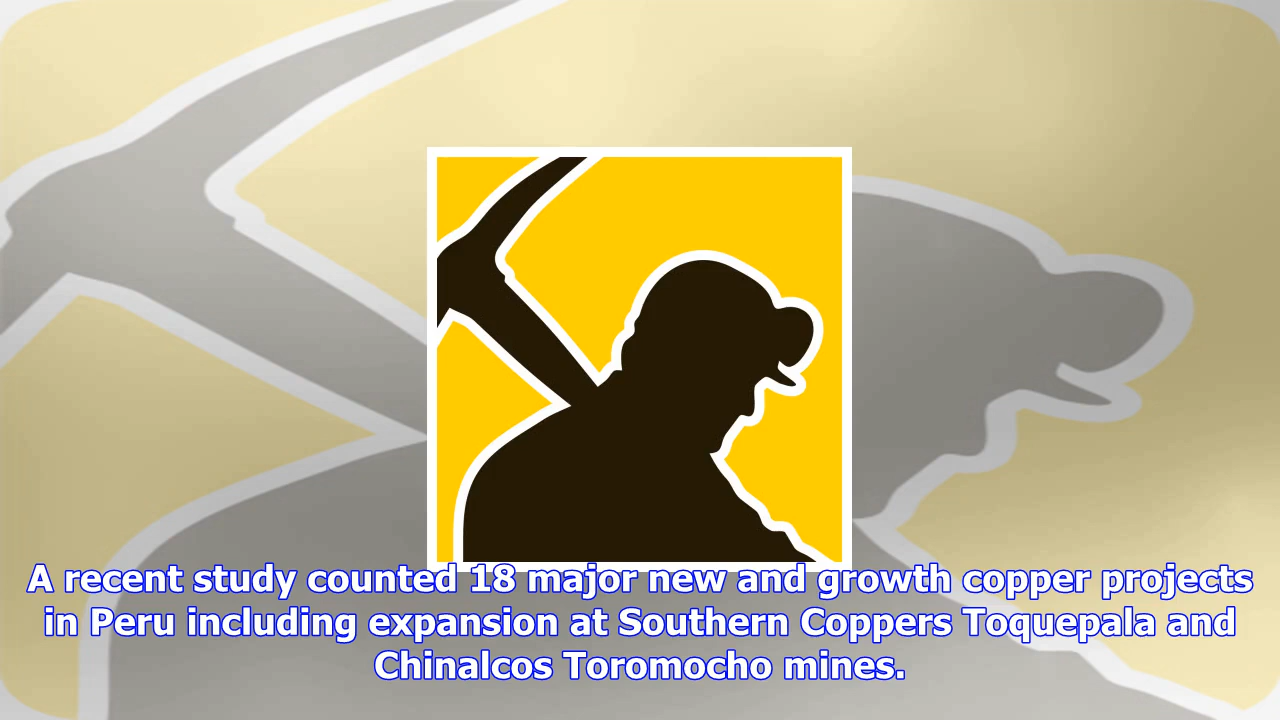 A recent study counted 18 major new and growth copper projects
in Peru including expansion at Southern Coppers Toquepala and
Chinalcos Toromocho mines.